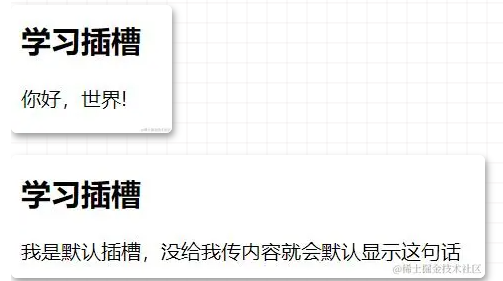 学习插槽
你好，世界!
学习插槽
我是默认插槽，没给我传内容就会默认显示这句话
@稀土掘金技术社区